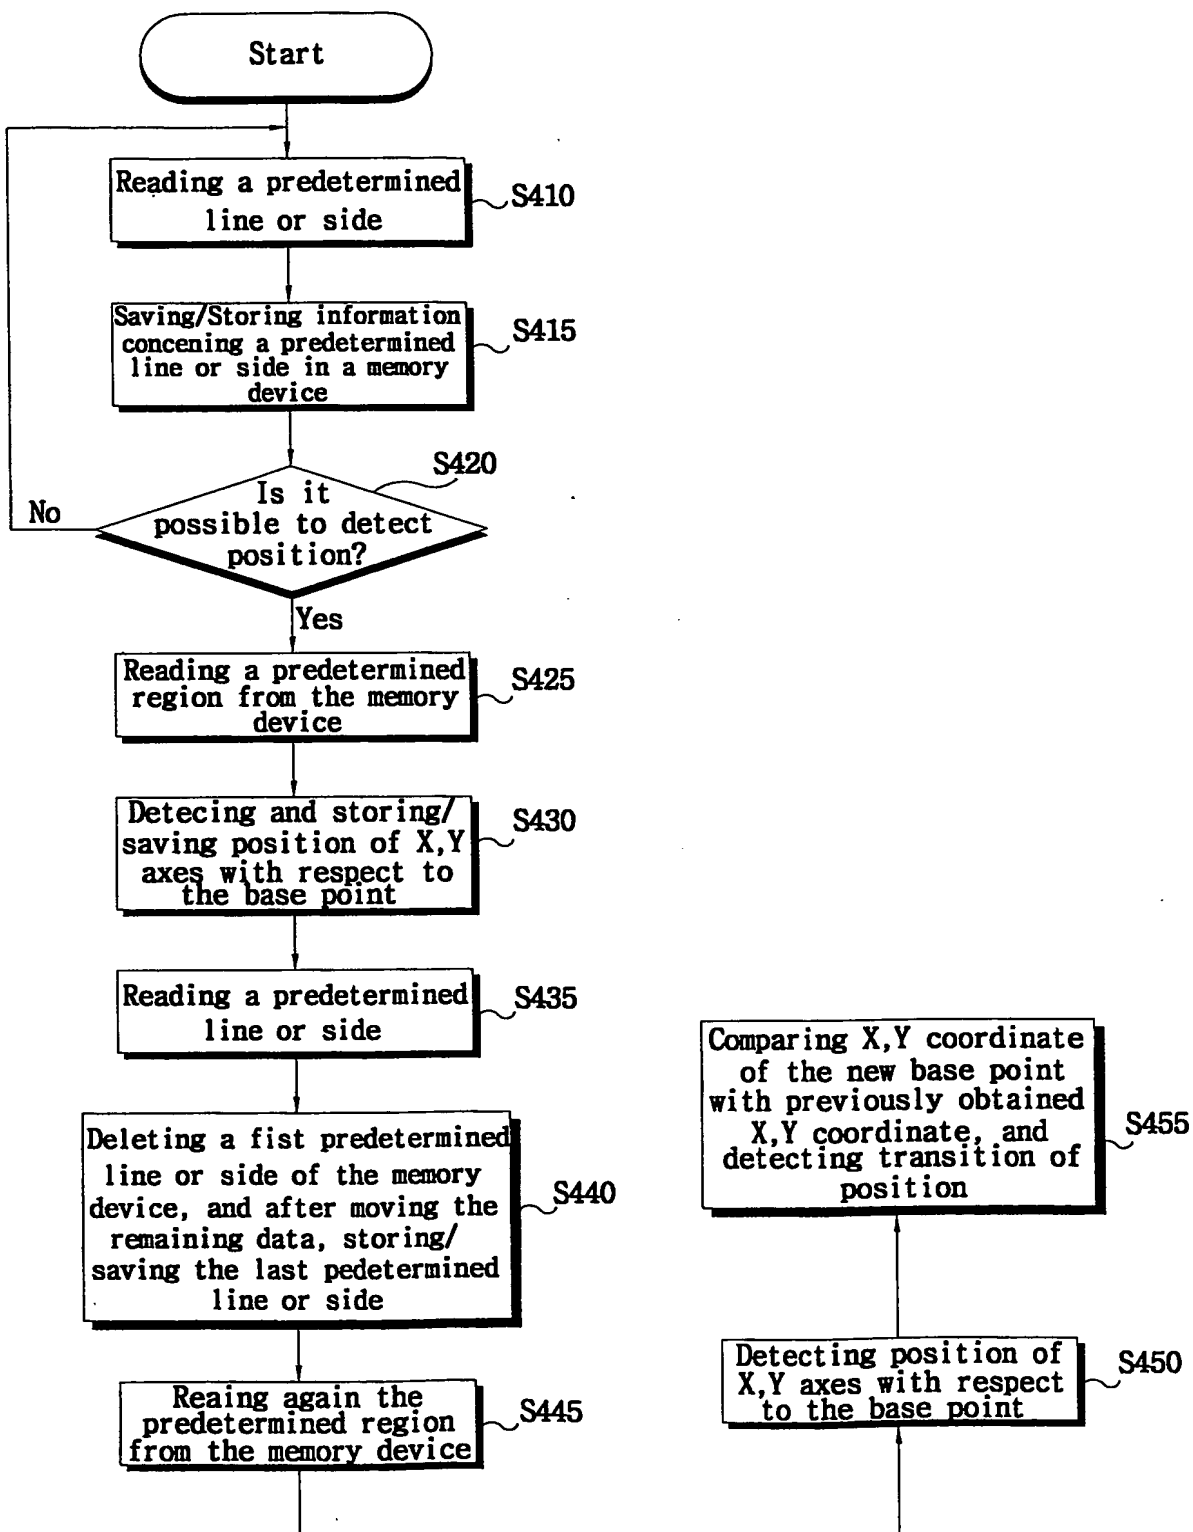 Start
Reading a predetermined
line or side
S410
Saving/Storing information
concening a predetermined
line or side in a memory
device
S415
S420
Is it
possible to detect
position?
No
Yes
Reading a predetermined
region from the memory
device
S425
Detecing and storing/
saving position of X,Y
axes with respect to
the base point
S430
Reading a predetermined
line or side
S435
Deleting a fist predetermined
line or side of the memory
device, and after moving the
remaining data, storing/
saving the last pedetermined
line or side
S440
Reaing again the
predetermined region
from the memory device
S445
Detecting position of
X,Y axes with respect
to the base point
S450
Comparing X,Y coordinate
of the new base point
with previously obtained
X,Y coordinate, and
detecting transition of
position
S455